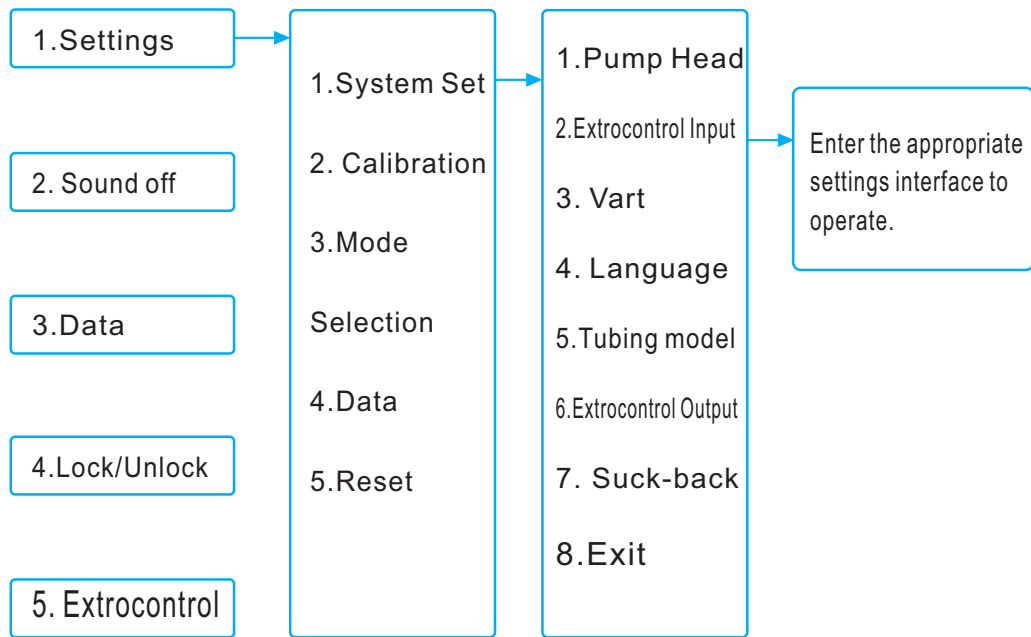 1.Settings
2. Sound off
3.Data
4.Lock/Unlock
5. Extrocontrol
1.System Set
2. Calibration
3.Mode
Selection
4.Data
5.Reset
1.Pump Head
2.Extrocontrol Input
3. Vart
4. Language
5.Tubing model
6.Extrocontrol Output
7. Suck-back
8.Exit
Enter the appropriate
settings interface to
operate.